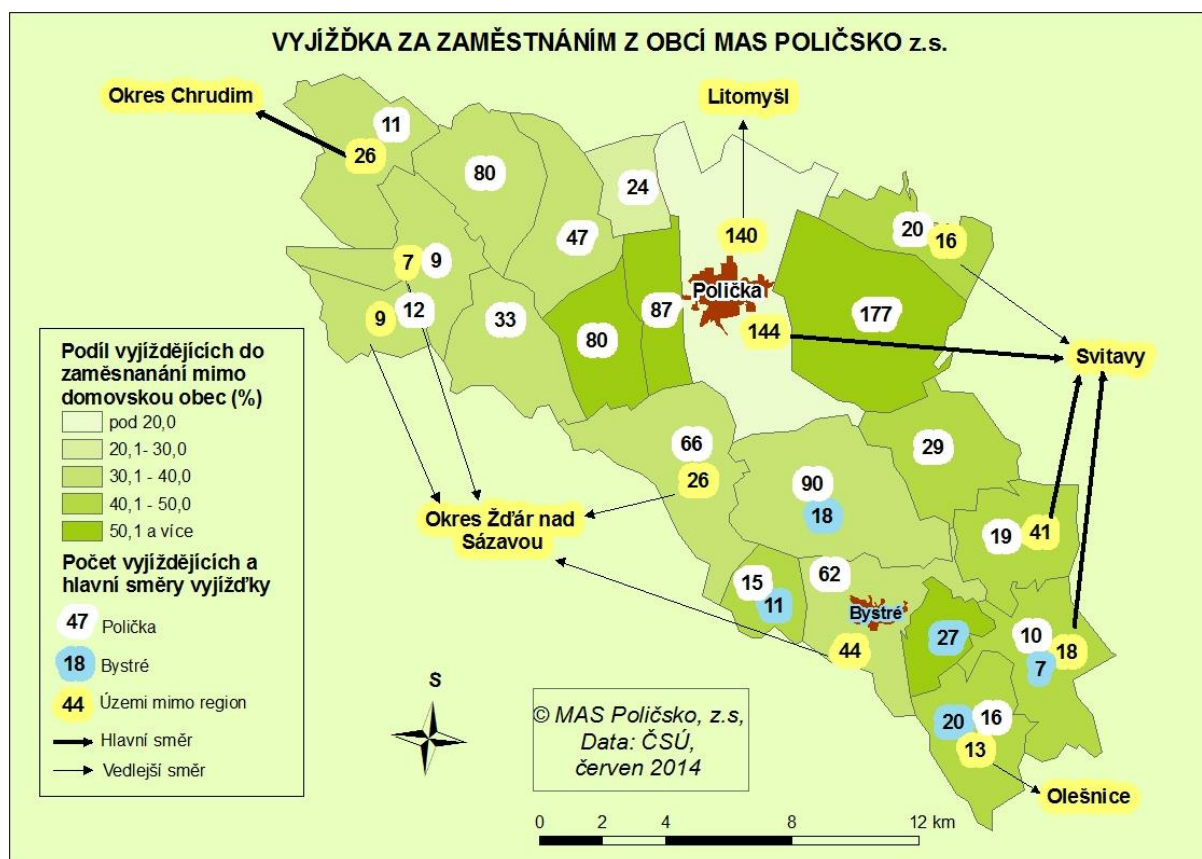 VYJÍŽĎKA ZA ZAMĚSTNÁNÍM Z OBCÍ MAS POLIČSKO z.s.
Okres Chrudim
Litomyšl
11
26
80
24
47
140
20
16
7
9
Polička
9
12
33
80
87
144
177
Svitavy
66
26
29
90
18
Okres Žďár nad
Sázavou
19
41
15
11
62
Bystré
44
27
10
7
18
20
16
13
Olešnice
Podíl vyjíždějících do
zaměsnanání mimo
domovskou obec (%)
pod 20,0
20,1- 30,0
30,1 - 40,0
40,1 - 50,0
50,1 a více
Počet vyjíždějících a
hlavní směry vyjížďky
47 Polička
18 Bystré
44 Územi mimo region
Hlavní směr
Vedlejší směr
S
© MAS Poličsko, z.s,
Data: ČSÚ,
červen 2014
0 2 4 8 12 km